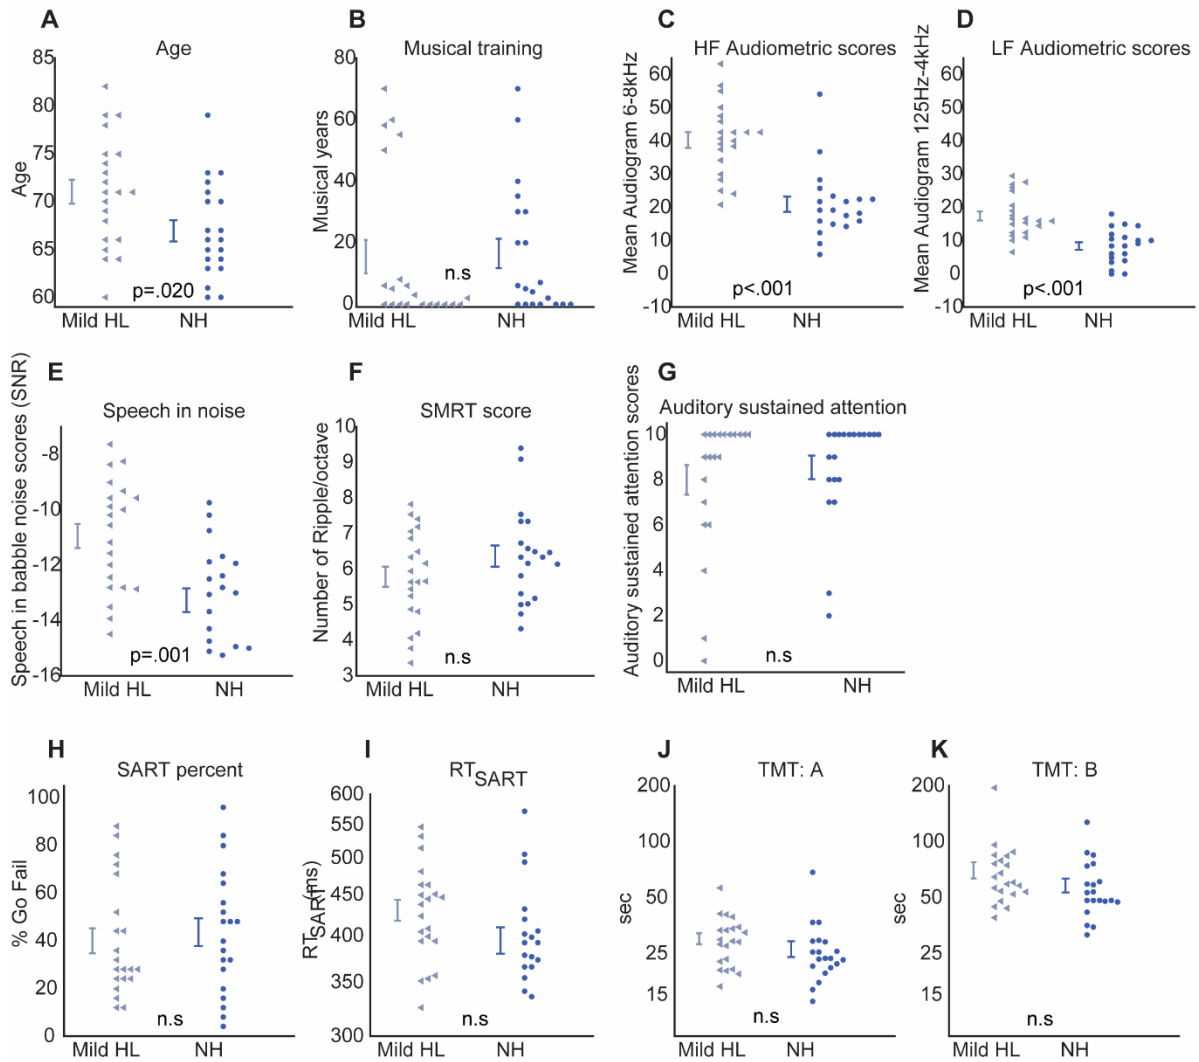 A
Age
85
80
75
70
65
60
Age
p=.020
Mild HL
NH
B
Musical training
80
60
40
20
0
Musical years
n.s
Mild HL
NH
C
HF Audiometric scores
60
50
40
30
20
10
0
-10
Mean Audiogram 6-8kHz
p<.001
Mild HL
NH
D
LF Audiometric scores
60
50
40
30
20
10
0
-10
Mean Audiogram 125Hz-4kHz
p<.001
Mild HL
NH
E
Speech in noise
-8
-10
-12
-14
-16
Speech in babble noise scores (SNR)
p=.001
Mild HL
NH
F
SMRT score
10
9
8
7
6
5
4
3
Number of Ripple/octave
n.s
Mild HL
NH
G
Auditory sustained attention
10
8
6
4
2
0
Auditory sustained attention scores
n.s
Mild HL
NH
H
SART percent
100
80
60
40
20
0
% Go Fail
n.s
Mild HL
NH
I
RTSART
600
550
500
450
400
350
300
RTSART(ms)
n.s
Mild HL
NH
J
TMT: A
200
100
50
25
15
sec
n.s
Mild HL
NH
K
TMT: B
200
100
50
25
15
sec
n.s
Mild HL
NH